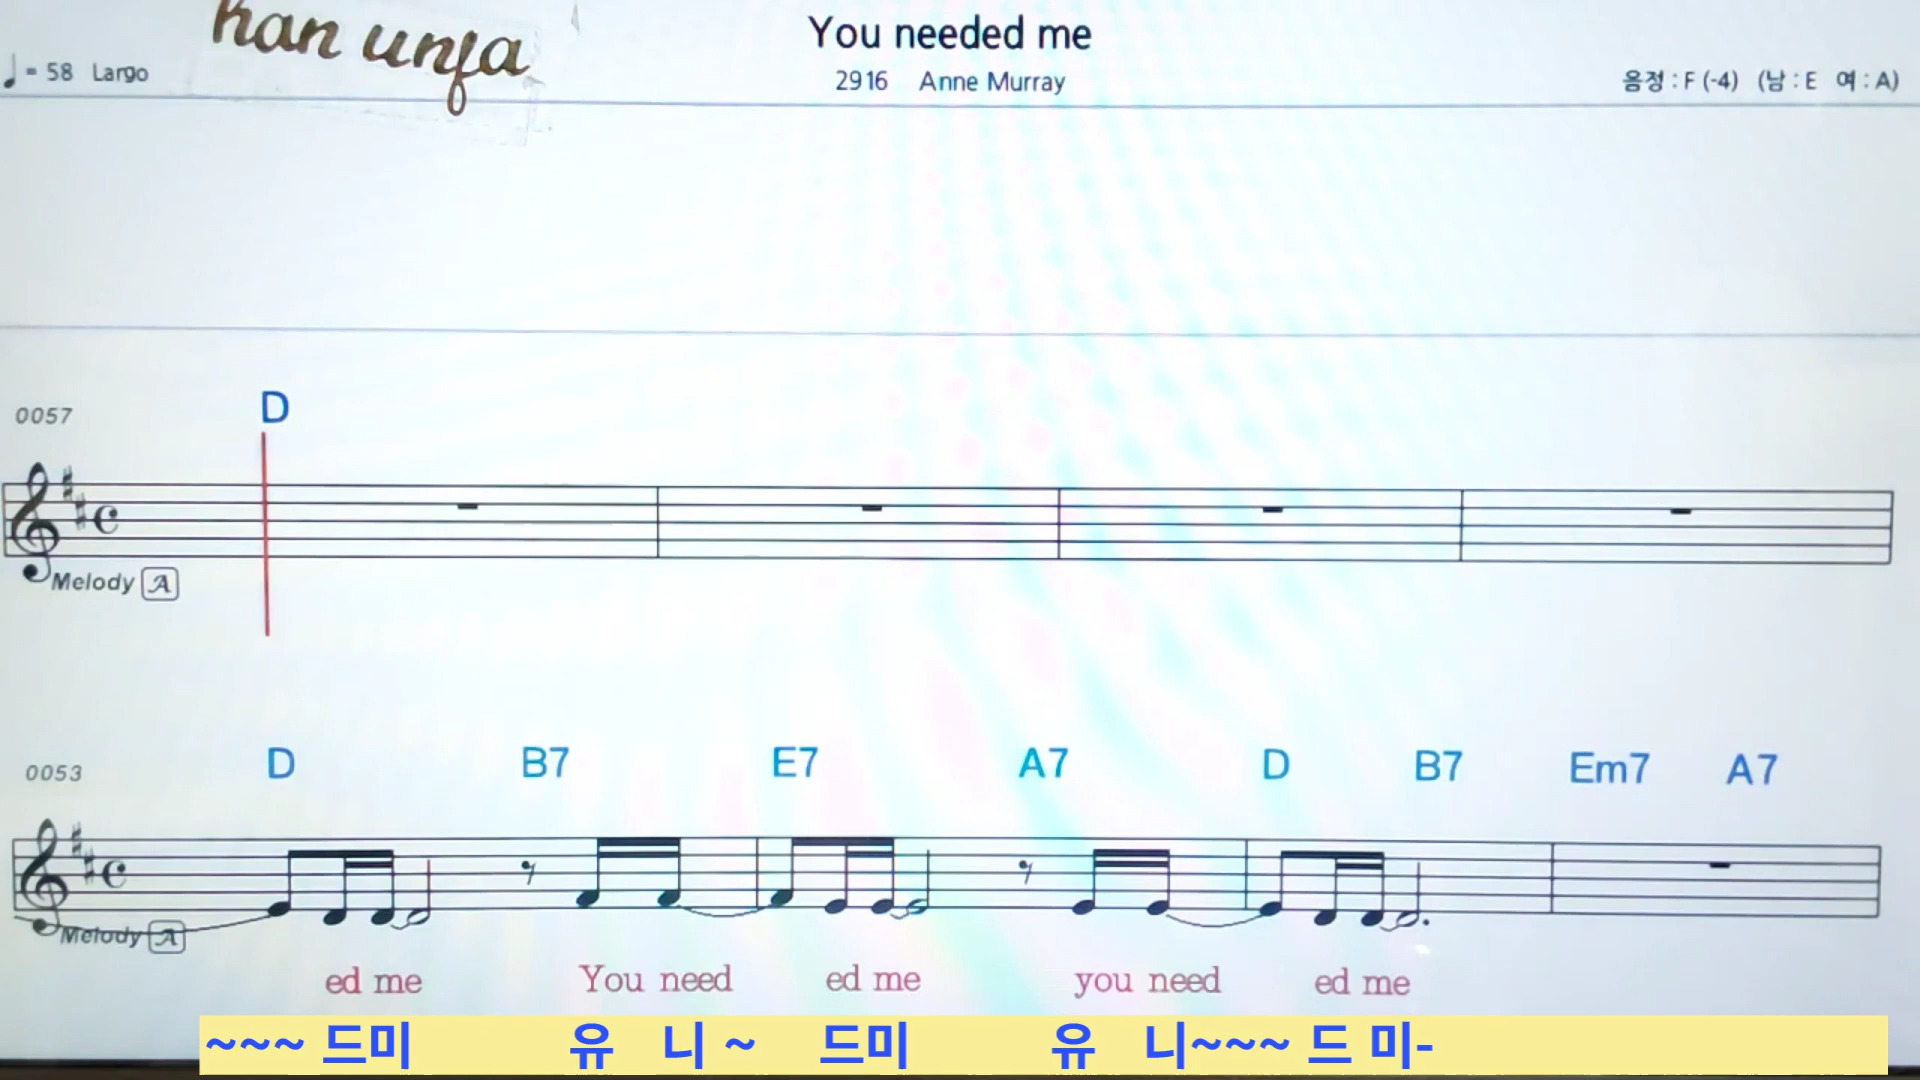 han unfa
You needed me
♩= 58 Largo
2916 Anne Murray
음정 : F (-4) (남 : E 여 : A)
0057
D
Melody A
0053
D B7 E7 A7 D B7 Em7 A7
Melody A
ed me You need ed me you need ed me
~~~ 드미 유 니 ~ 드미 유 니~~~ 드 미-